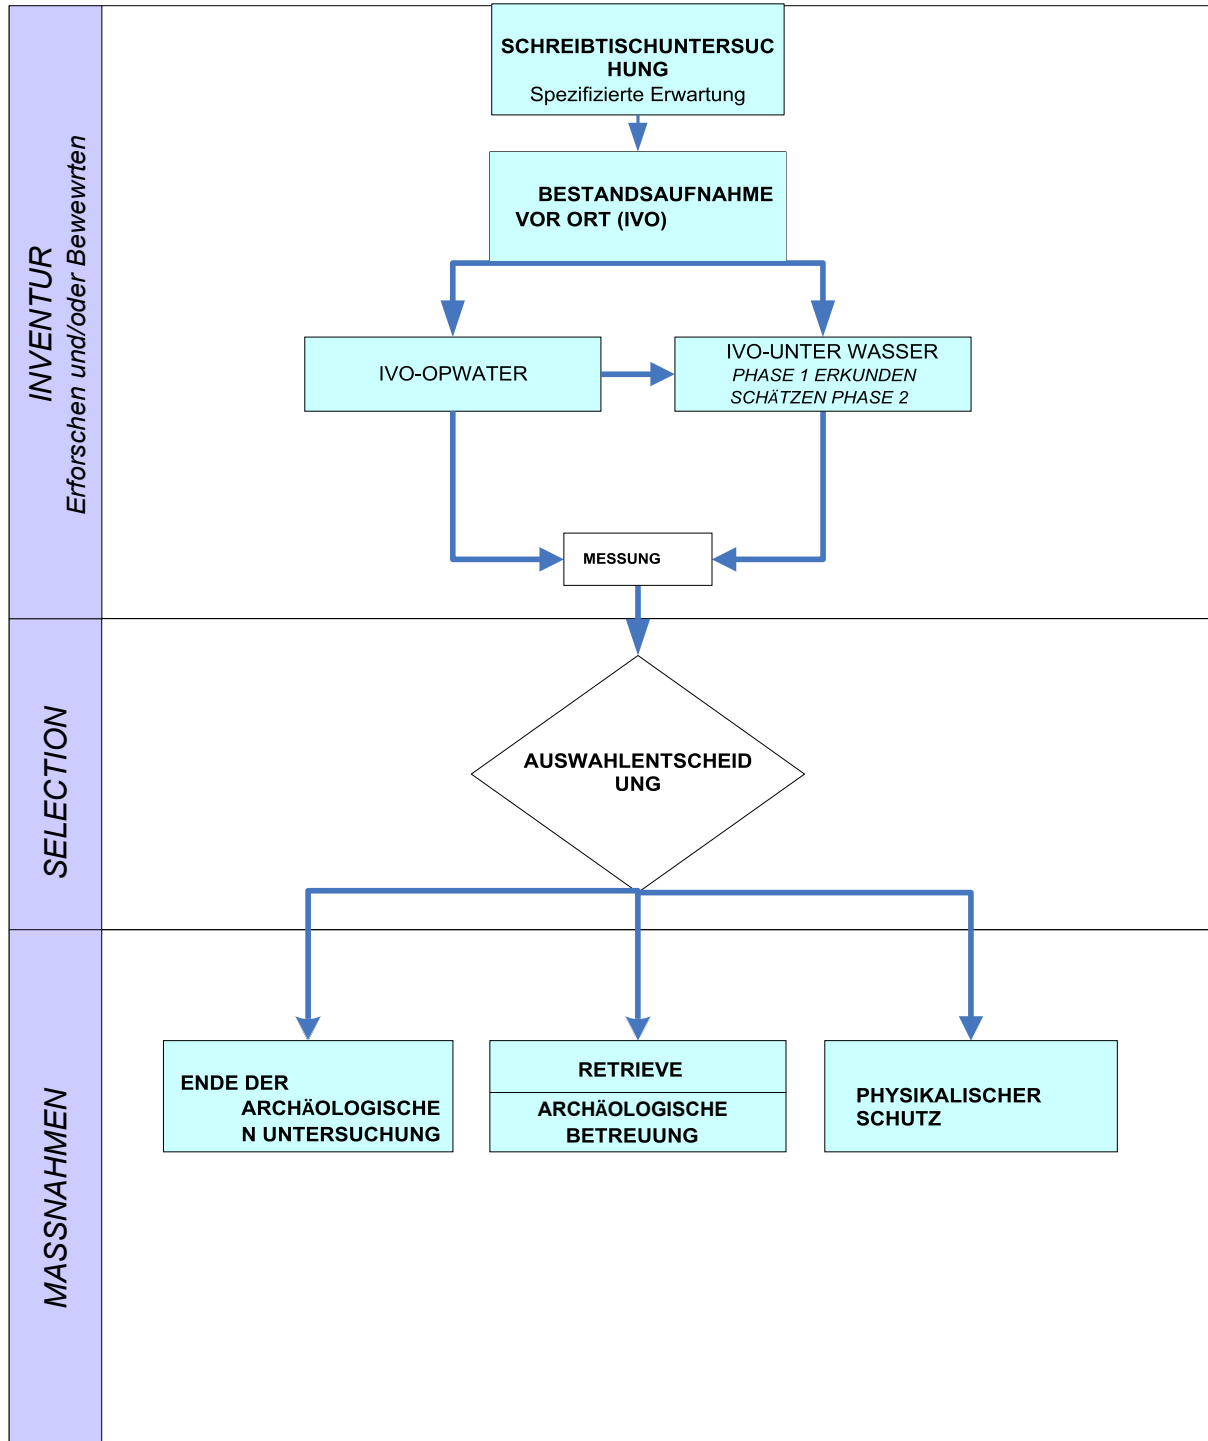 INVENTUR
Erforschen und/oder Bewewrten
SCHREIBTISCHUNTERSUC
HUNG
Spezifizierte Erwartung
BESTANDSAUFNAHME
VOR ORT (IVO)
IVO-OPWATER
IVO-UNTER WASSER
PHASE 1 ERKUNDEN
SCHÄTZEN PHASE 2
MESSUNG
SELECTION
AUSWAHLENTSCHEID
UNG
MASSNAHMEN
ENDE DER
ARCHÄOLOGISCHE
N UNTERSUCHUNG
RETRIEVE
ARCHÄOLOGISCHE
BETREUUNG
PHYSIKALISCHER
SCHUTZ